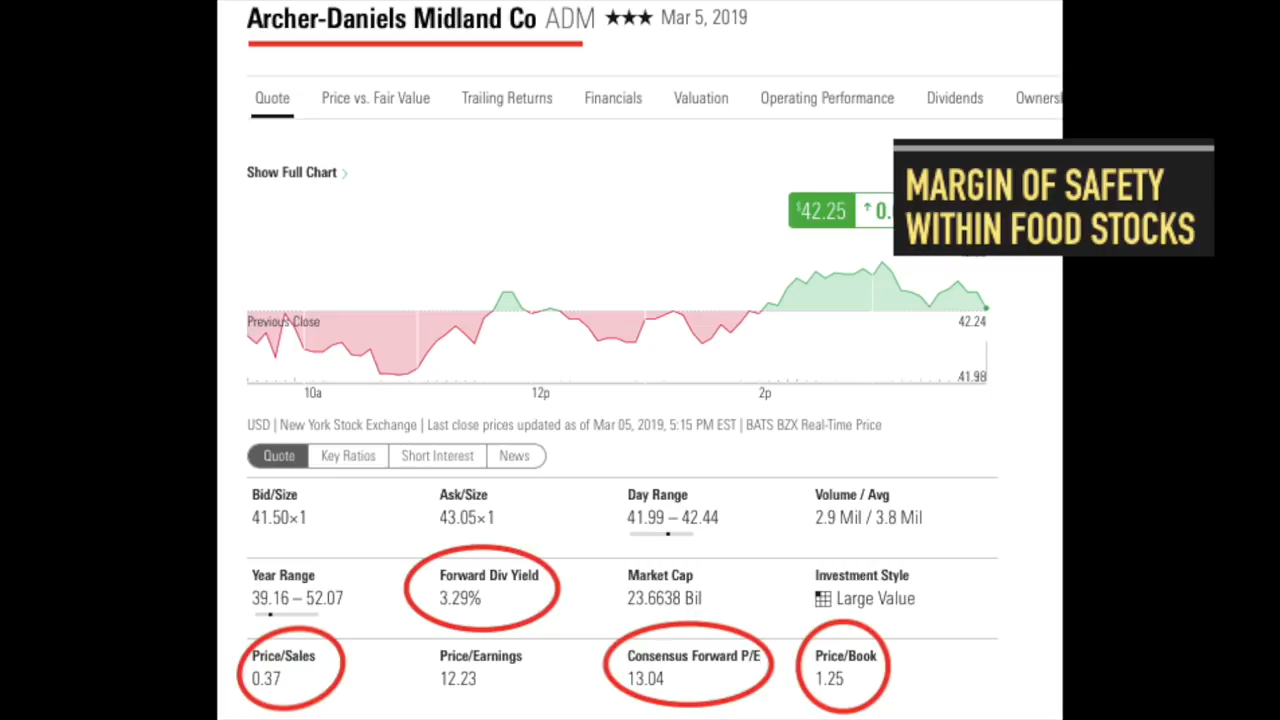 Archer-Daniels Midland Co ADM ★★★ Mar 5, 2019
Quote Price vs. Fair Value Trailing Returns Financials Valuation Operating Performance Dividends Ownersh
Show Full Chart
MARGIN OF SAFETY
WITHIN FOOD STOCKS
$42.25 ↑0.
Previous Close
42.24
41.98
10a 12p 2p
USD | New York Stock Exchange | Last close prices updated as of Mar 05, 2019, 5:15 PM EST | BATS BZX Real-Time Price
Quote Key Ratios Short Interest News
Bid/Size Ask/Size Day Range Volume / Avg
41.50×1 43.05×1 41.99 – 42.44 2.9 Mil / 3.8 Mil
Year Range Forward Div Yield Market Cap Investment Style
39.16 – 52.07 3.29% 23.6638 Bil Large Value
Price/Sales Price/Earnings Consensus Forward P/E Price/Book
0.37 12.23 13.04 1.25